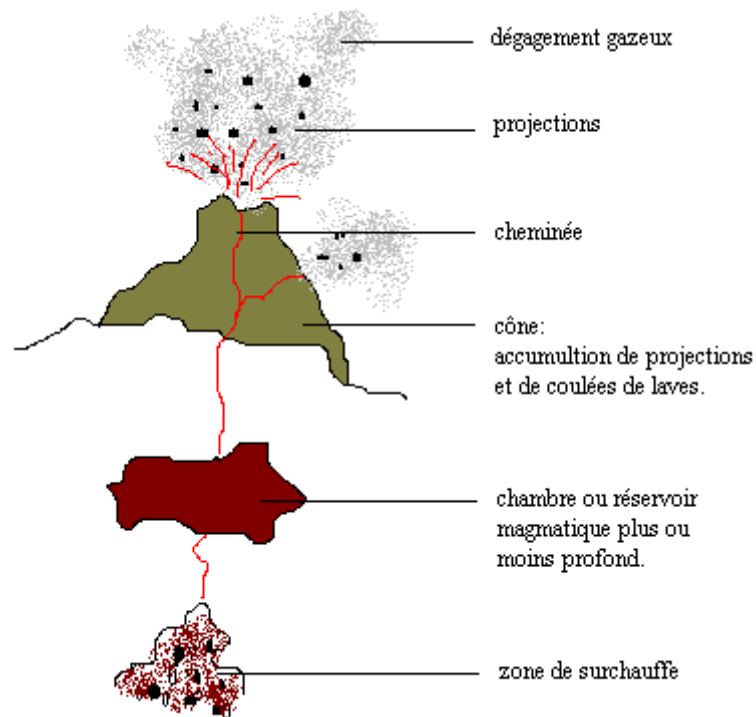 dégagement gazeux
projections
cheminée
cône:
accumultion de projections
et de coulées de laves.
chambre ou réservoir
magmatique plus ou
moins profond.
zone de surchauffe